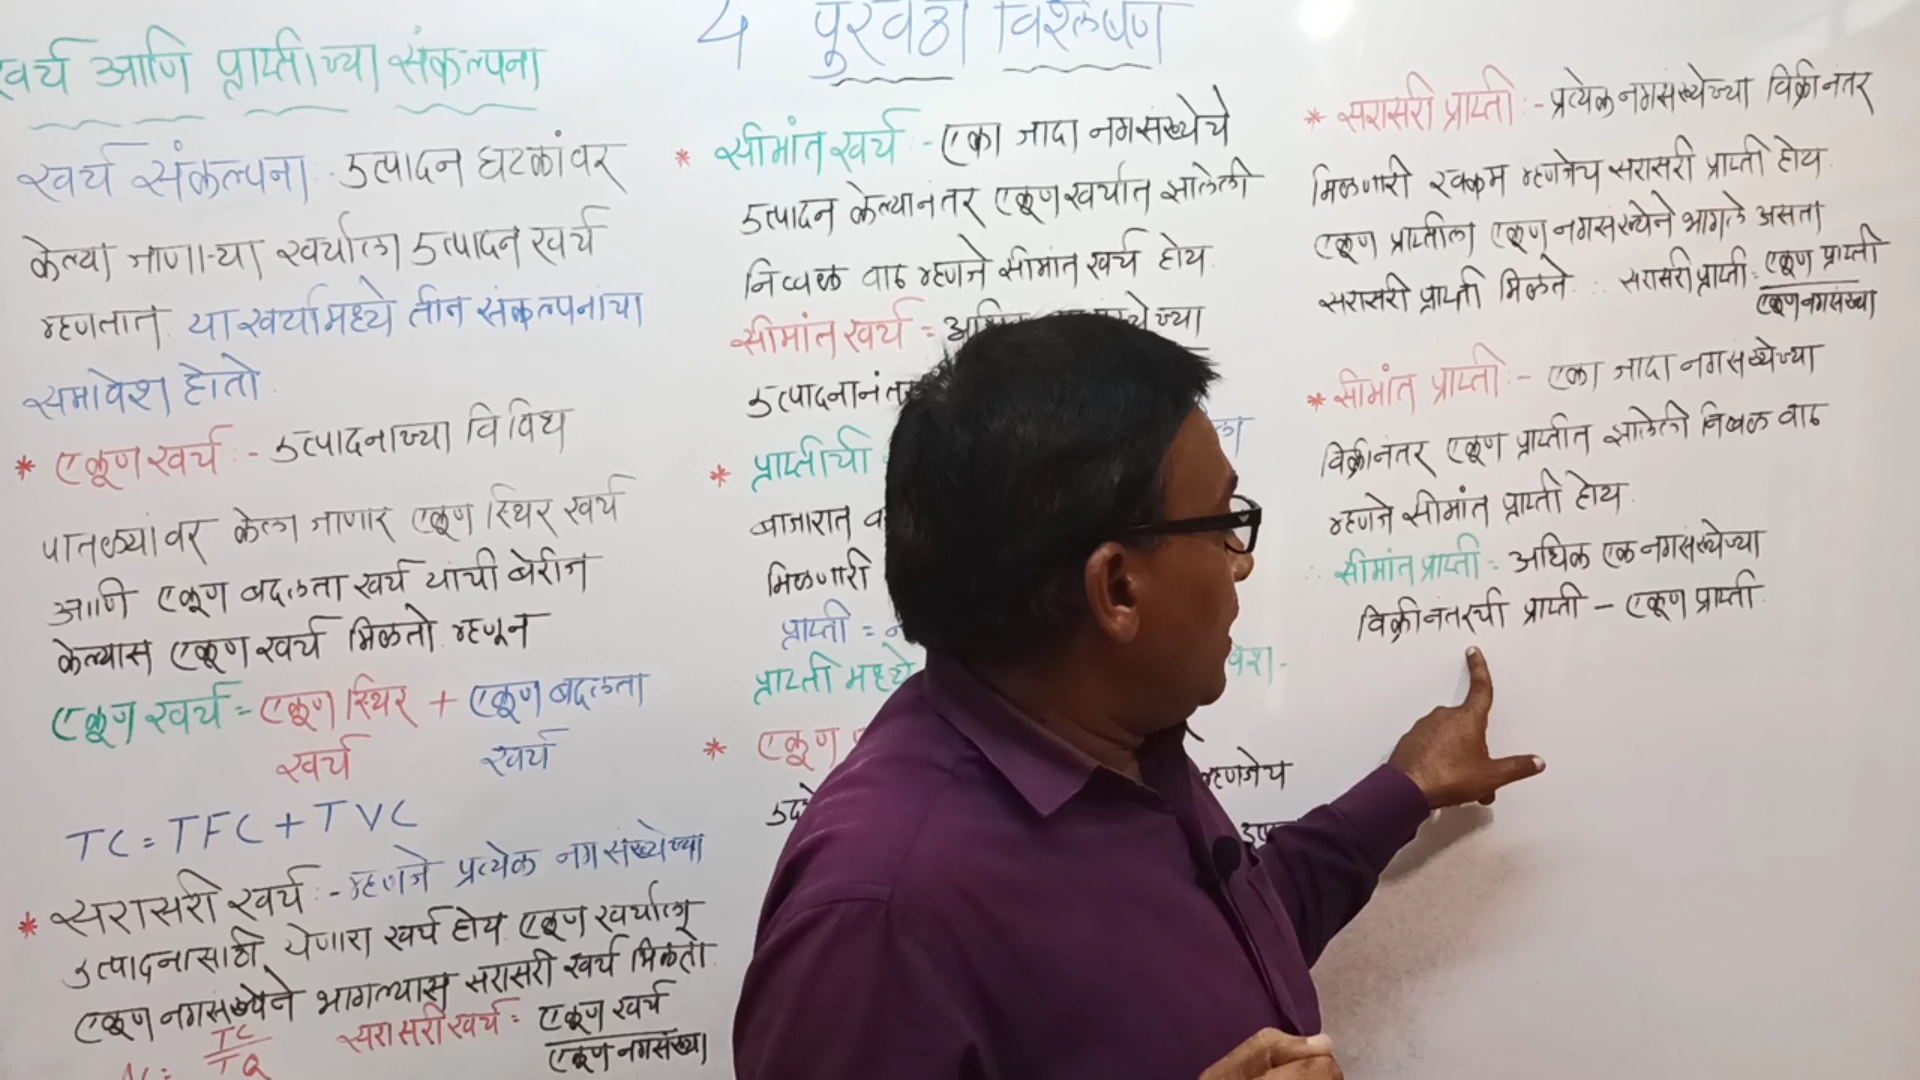 4 पुरवठा विश्लेषण
खर्च आणि प्राप्तीच्या संकल्पना
खर्च संकल्पना : उत्पादन घटकांवर
केल्या जाणाऱ्या खर्चाला उत्पादन खर्च
म्हणतात. या खर्चामध्ये तीन संकल्पनांचा
समावेश होतो.
* एकूण खर्च :- उत्पादनाच्या विविध
पातळ्यांवर केला जाणार एकूण स्थिर खर्च
आणि एकूण बदलता खर्च यांची बेरीज
केल्यास एकूण खर्च मिळतो म्हणून
एकूण खर्च = एकूण स्थिर + एकूण बदलता
खर्च खर्च
TC = TFC + TVC
* सरासरी खर्च :- म्हणजे प्रत्येक नगसंख्येच्या
उत्पादनासाठी येणारा खर्च होय. एकूण खर्चाला
एकूण नगसंख्येने भागल्यास सरासरी खर्च मिळतो.
TC / TQ सरासरी खर्च = एकूण खर्च / एकूण नगसंख्या
* सीमांत खर्च :- एका जादा नगसंख्येचे
उत्पादन केल्यानंतर एकूण खर्चात झालेली
निव्वळ वाढ म्हणजे सीमांत खर्च होय.
सीमांत खर्च =
उत्पादनानंतर
* प्राप्तीची
बाजारात
मिळणारी
प्राप्ती =
प्राप्ती मध्ये
* एकूण
म्हणजेच
* सरासरी प्राप्ती :- प्रत्येक नगसंख्येच्या विक्रीनंतर
मिळणारी रक्कम म्हणजेच सरासरी प्राप्ती होय.
एकूण प्राप्तीला एकूण नगसंख्येने भागले असता
सरासरी प्राप्ती मिळते ∴ सरासरी प्राप्ती = एकूण प्राप्ती / एकूण नगसंख्या
* सीमांत प्राप्ती :- एका जादा नगसंख्येच्या
विक्रीनंतर एकूण प्राप्तीत झालेली निव्वळ वाढ
म्हणजे सीमांत प्राप्ती होय.
∴ सीमांत प्राप्ती = अधिक एक नगसंख्येच्या
विक्रीनंतरची प्राप्ती – एकूण प्राप्ती